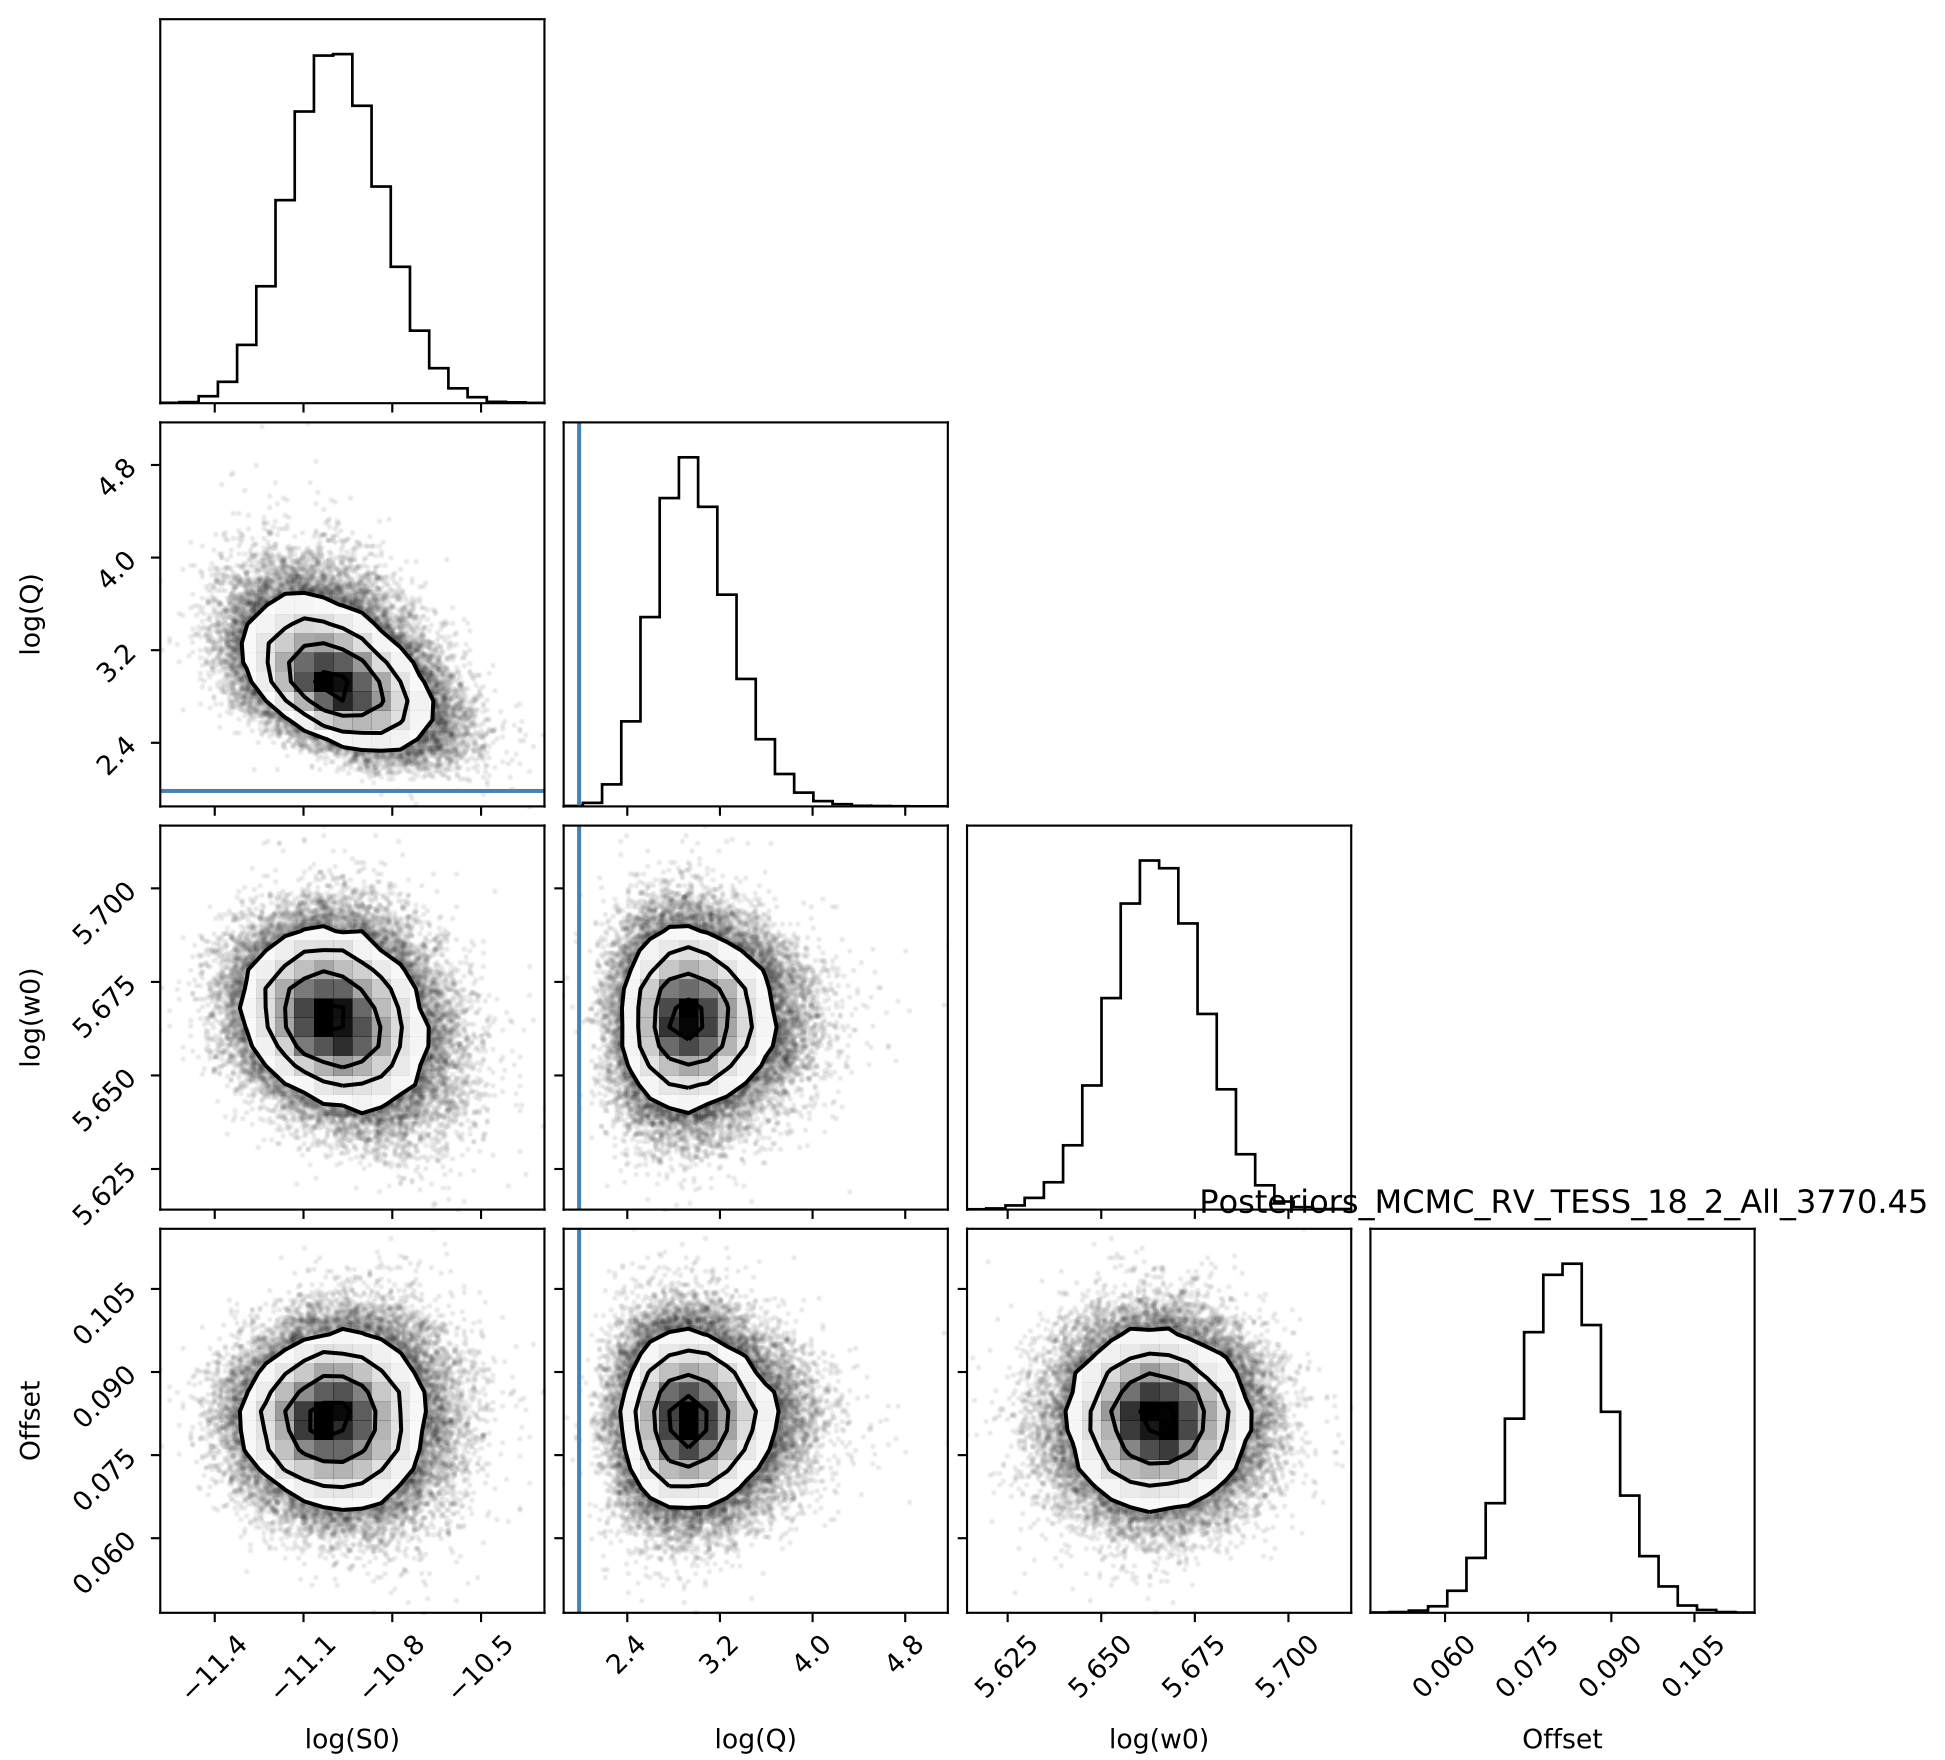 4.8
4.0
3.2
2.4
log(Q)
5.700
5.675
5.650
5.625
log(w0)
Posteriors_MCMC_RV_TESS_18_2_All_3770.45
0.105
0.090
0.075
0.060
Offset
−11.4 −11.1 −10.8 −10.5 2.4 3.2 4.0 4.8 5.625 5.650 5.675 5.700 0.060 0.075 0.090 0.105
log(S0) log(Q) log(w0) Offset